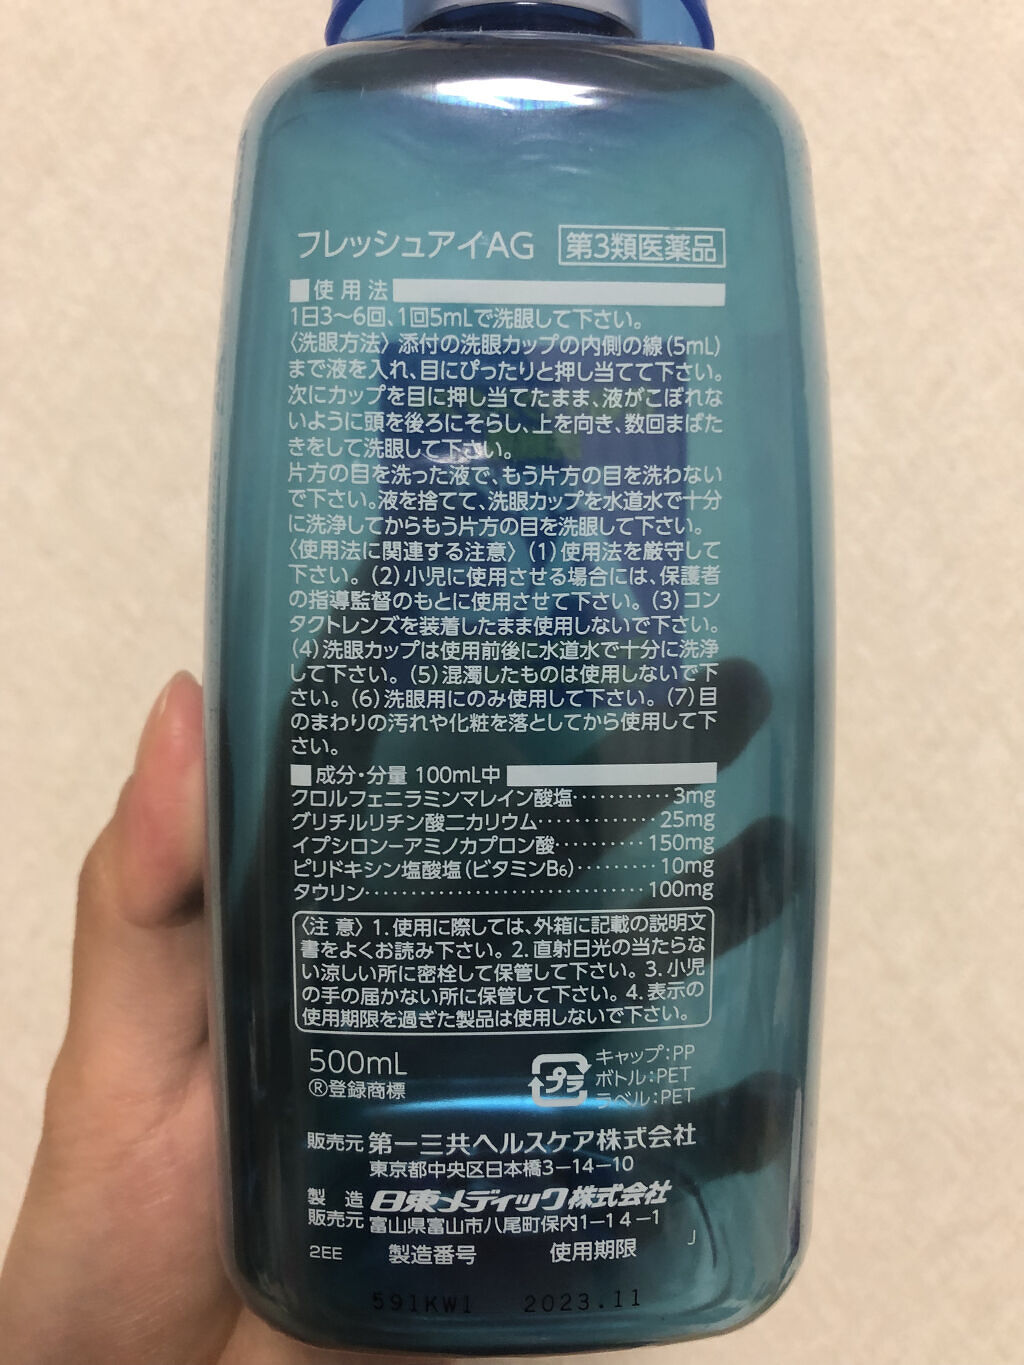 フレッシュアイAG 第3類医薬品
■使用法
1日3～6回、1回5mLで洗眼して下さい。
〈洗眼方法〉添付の洗眼カップの内側の線(5mL)
まで液を入れ、目にぴったりと押し当てて下さい。
次にカップを目に押し当てたまま、液がこぼれな
いように頭を後ろにそらし、上を向き、数回まばた
きをして洗眼して下さい。
片方の目を洗った液で、もう片方の目を洗わない
で下さい。液を捨てて、洗眼カップを水道水で十分
に洗浄してからもう片方の目を洗眼して下さい。
〈使用法に関連する注意〉(1)使用法を厳守して
下さい。(2)小児に使用させる場合には、保護者
の指導監督のもとに使用させて下さい。(3)コン
タクトレンズを装着したまま使用しないで下さい。
(4)洗眼カップは使用前後に水道水で十分に洗浄
して下さい。(5)混濁したものは使用しないで下
さい。(6)洗眼用にのみ使用して下さい。(7)目
のまわりの汚れや化粧を落としてから使用して下
さい。
■成分・分量 100mL中
クロルフェニラミンマレイン酸塩…………3mg
グリチルリチン酸二カリウム…………25mg
イプシロン-アミノカプロン酸…………150mg
ピリドキシン塩酸塩(ビタミンB₆)………10mg
タウリン……………………………100mg
〈注意〉1.使用に際しては、外箱に記載の説明文
書をよくお読み下さい。2.直射日光の当たらな
い涼しい所に密栓して保管して下さい。3.小児
の手の届かない所に保管して下さい。4.表示の
使用期限を過ぎた製品は使用しないで下さい。
500mL
®登録商標
プラ
キャップ:PP
ボトル:PET
ラベル:PET
販売元 第一三共ヘルスケア株式会社
東京都中央区日本橋3-14-10
製造販売元 日東メディック株式会社
富山県富山市八尾町保内1-14-1
2EE 製造番号 使用期限 J
591KW1 2023.11